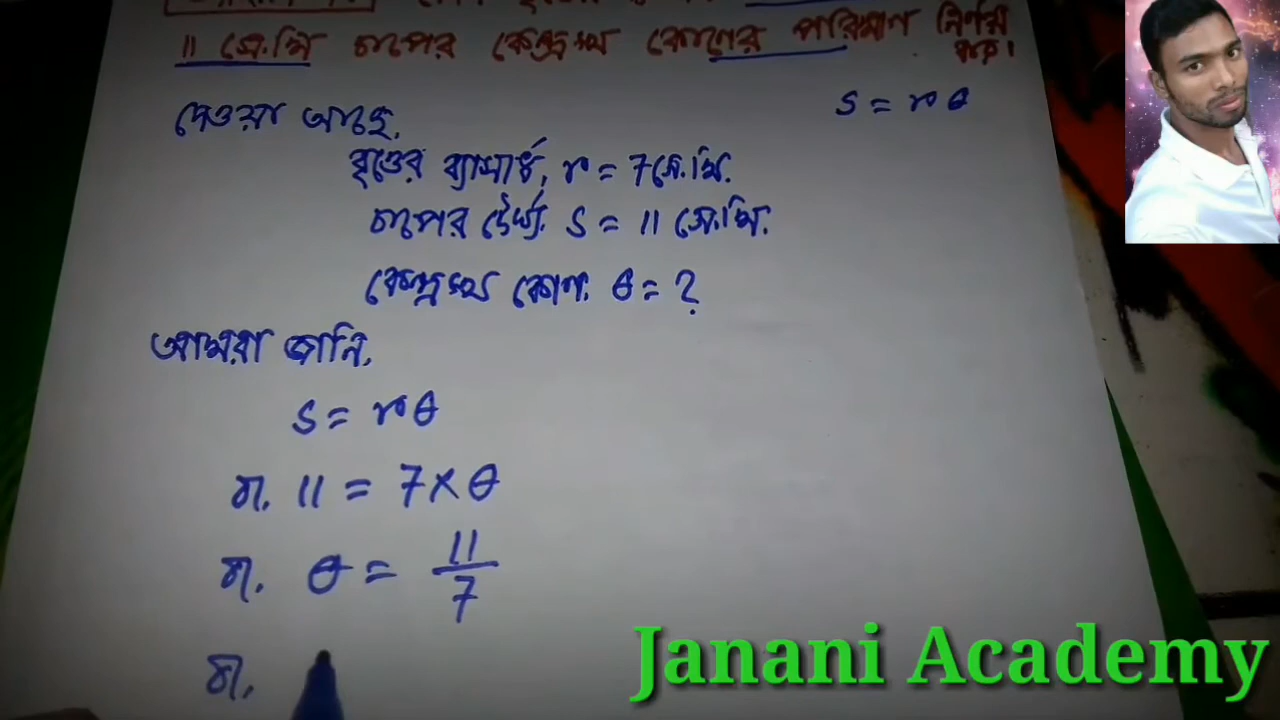 ১১ সে.মি চাপের কেন্দ্রস্থ কোণের পরিমাণ নির্ণয় কর।
দেওয়া আছে,
s = rθ
বৃত্তের ব্যাসার্ধ, r = 7 সে.মি.
চাপের দৈর্ঘ্য, s = 11 সে.মি.
কেন্দ্রস্থ কোণ, θ = ?
আমরা জানি,
s = rθ
বা, 11 = 7 × θ
বা, θ = 11/7
বা,
Janani Academy